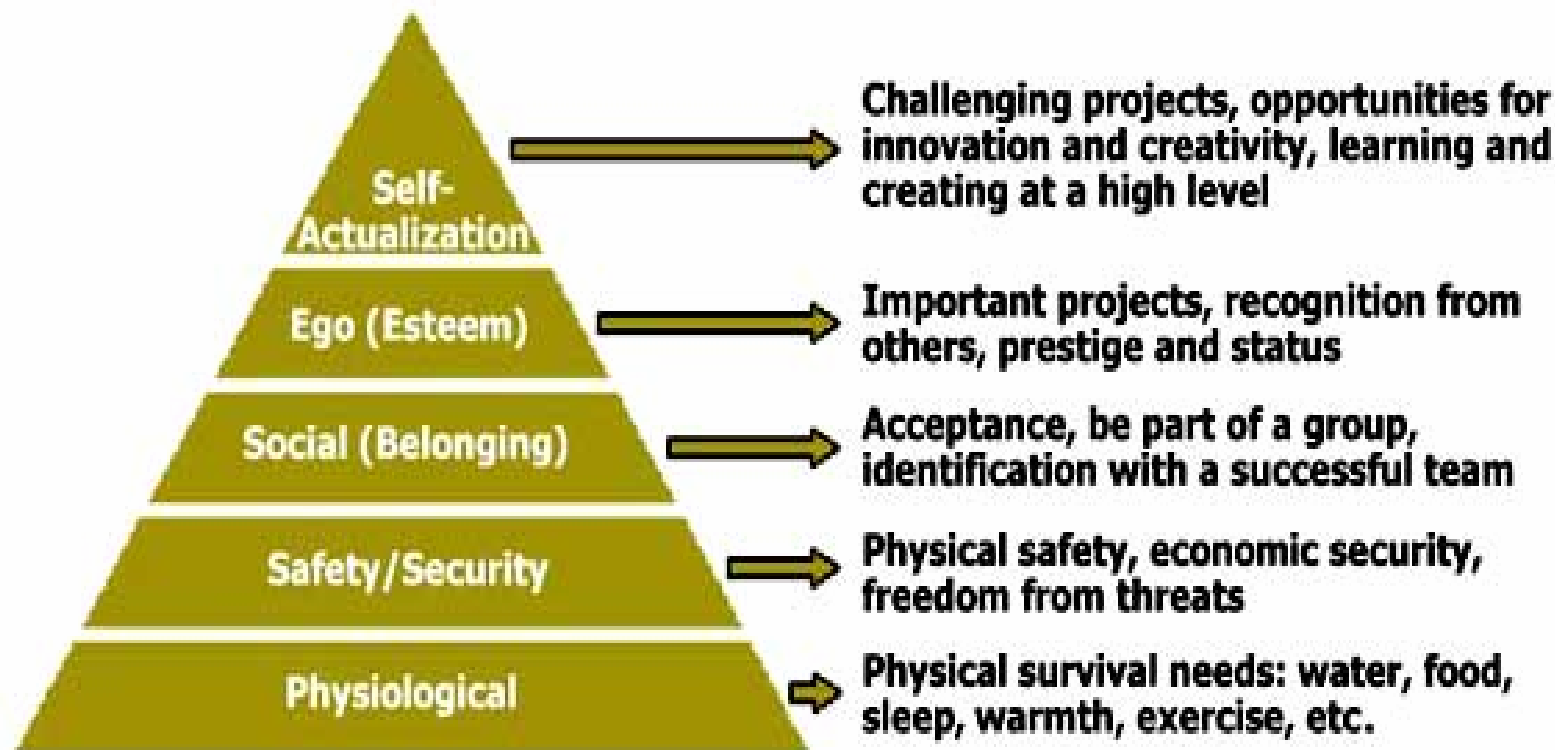 Self-
Actualization
Challenging projects, opportunities for
innovation and creativity, learning and
creating at a high level
Ego (Esteem)
Important projects, recognition from
others, prestige and status
Social (Belonging)
Acceptance, be part of a group,
identification with a successful team
Safety/Security
Physical safety, economic security,
freedom from threats
Physiological
Physical survival needs: water, food,
sleep, warmth, exercise, etc.